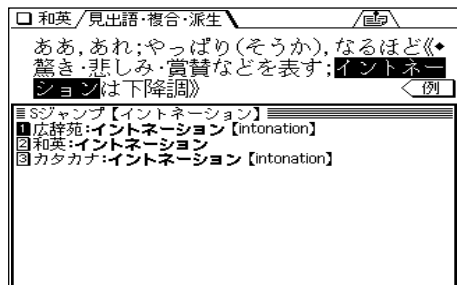 和英/見出語･複合･派生
ああ,あれ;やっぱり(そうか),なるほど《◆
驚き･悲しみ･賞賛などを表す;イントネー
ションは下降調》
例
Sジャンプ【イントネーション】
1広辞苑:イントネーション【intonation】
2和英:イントネーション
3カタカナ:イントネーション【intonation】